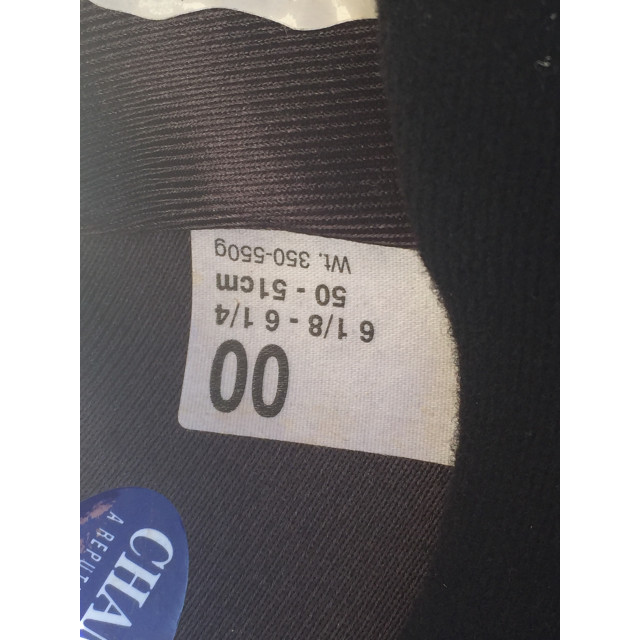 00
6 1/8 - 6 1/4
50 - 51cm
Wt. 350-550g
CHA
A REPUT